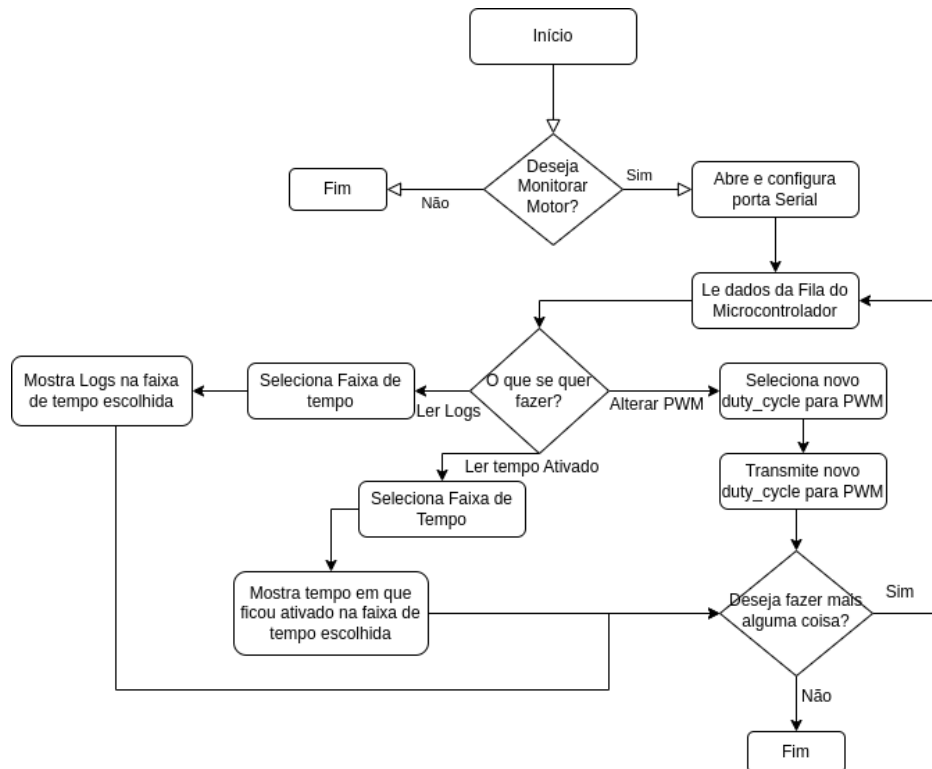 Início
Deseja
Monitorar
Motor?
Não
Sim
Fim
Abre e configura
porta Serial
Le dados da Fila do
Microcontrolador
O que se quer
fazer?
Ler Logs
Alterar PWM
Ler tempo Ativado
Seleciona Faixa de
tempo
Mostra Logs na faixa
de tempo escolhida
Seleciona novo
duty_cycle para PWM
Transmite novo
duty_cycle para PWM
Seleciona Faixa de
Tempo
Mostra tempo em que
ficou ativado na faixa de
tempo escolhida
Deseja fazer mais
alguma coisa?
Sim
Não
Fim